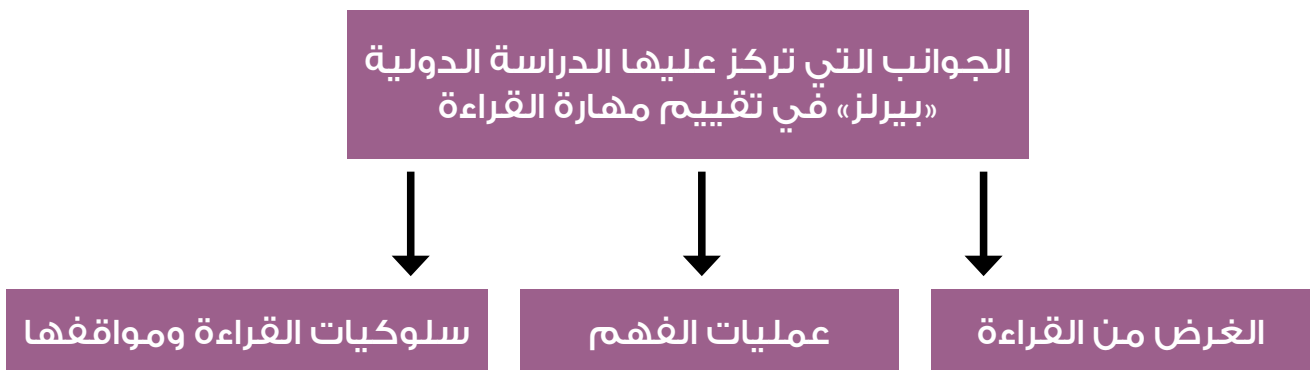 الجوانب التي تركز عليها الدراسة الدولية
«بيرلز» في تقييم مهارة القراءة
الغرض من القراءة
عمليات الفهم
سلوكيات القراءة ومواقفها